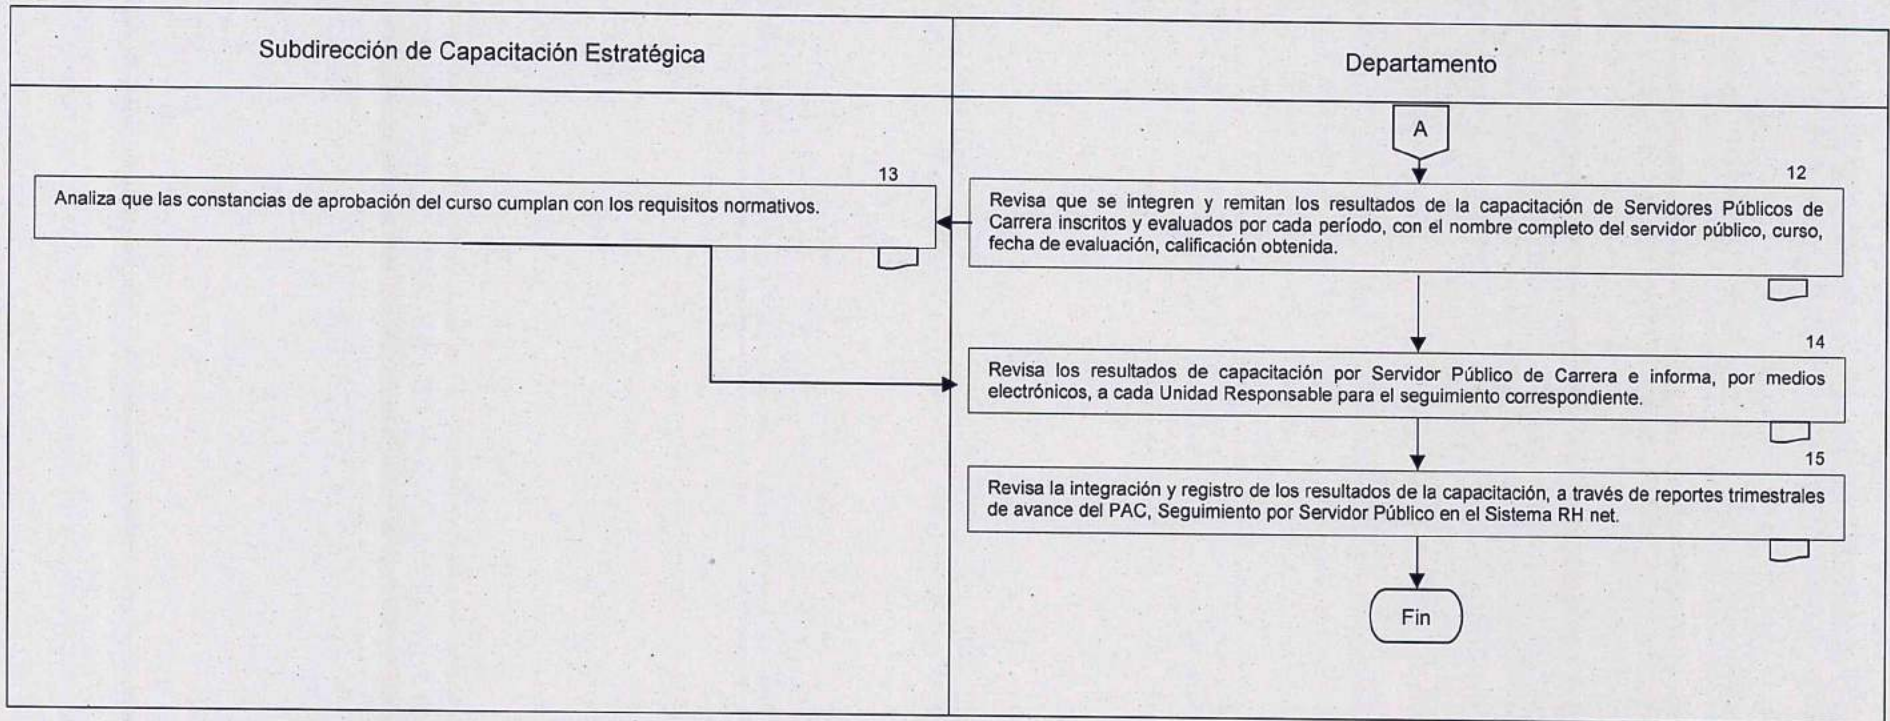 Subdirección de Capacitación Estratégica
Departamento
A
12
Revisa que se integren y remitan los resultados de la capacitación de Servidores Públicos de
Carrera inscritos y evaluados por cada período, con el nombre completo del servidor público, curso,
fecha de evaluación, calificación obtenida.
13
Analiza que las constancias de aprobación del curso cumplan con los requisitos normativos.
14
Revisa los resultados de capacitación por Servidor Público de Carrera e informa, por medios
electrónicos, a cada Unidad Responsable para el seguimiento correspondiente.
15
Revisa la integración y registro de los resultados de la capacitación, a través de reportes trimestrales
de avance del PAC, Seguimiento por Servidor Público en el Sistema RH net.
Fin